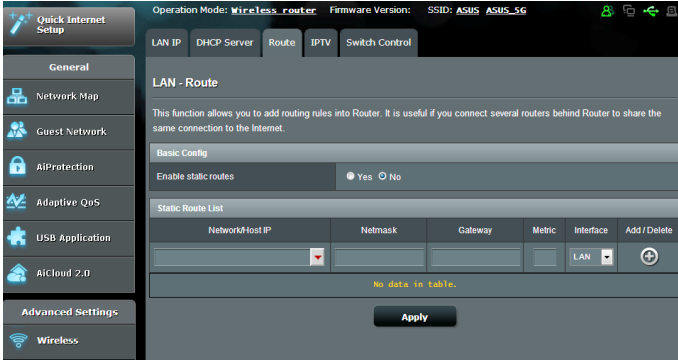 Quick Internet
Setup
Operation Mode: Wireless router Firmware Version: SSID: ASUS ASUS_5G
LAN IP DHCP Server Route IPTV Switch Control
General
Network Map
Guest Network
AiProtection
Adaptive QoS
USB Application
AiCloud 2.0
Advanced Settings
Wireless
LAN - Route
This function allows you to add routing rules into Router. It is useful if you connect several routers behind Router to share the
same connection to the Internet.
Basic Config
Enable static routes Yes No
Static Route List
Network/Host IP Netmask Gateway Metric Interface Add / Delete
LAN
No data in table.
Apply